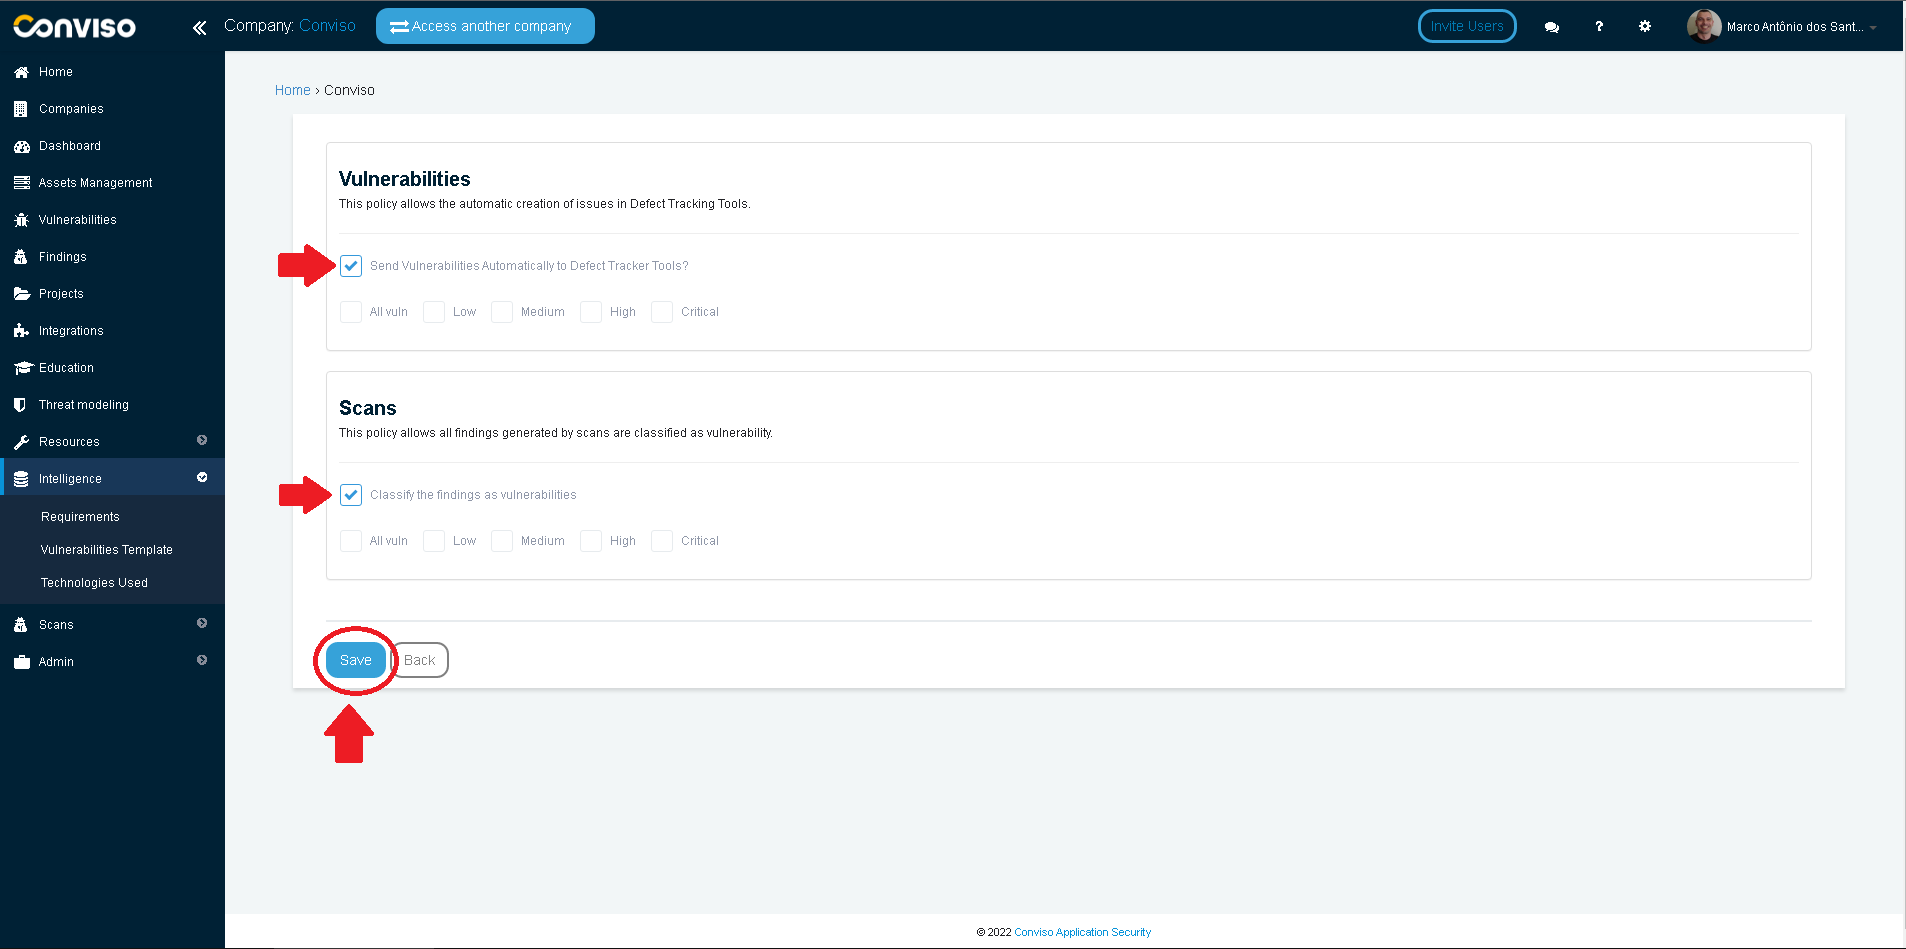 Conviso
Company: Conviso
Access another company
Invite Users
?
Marco Antônio dos Sant...
Home
Companies
Dashboard
Assets Management
Vulnerabilities
Findings
Projects
Integrations
Education
Threat modeling
Resources
Intelligence
Requirements
Vulnerabilities Template
Technologies Used
Scans
Admin
Home › Conviso
Vulnerabilities
This policy allows the automatic creation of issues in Defect Tracking Tools.
Send Vulnerabilities Automatically to Defect Tracker Tools?
All vuln Low Medium High Critical
Scans
This policy allows all findings generated by scans are classified as vulnerability.
Classify the findings as vulnerabilities
All vuln Low Medium High Critical
Save Back
© 2022 Conviso Application Security